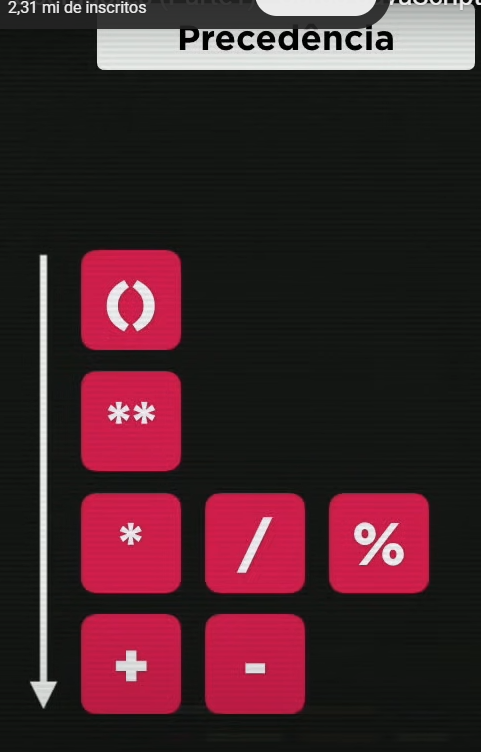 2,31 mi de inscritos
Precedência
()
**
* / %
+ -